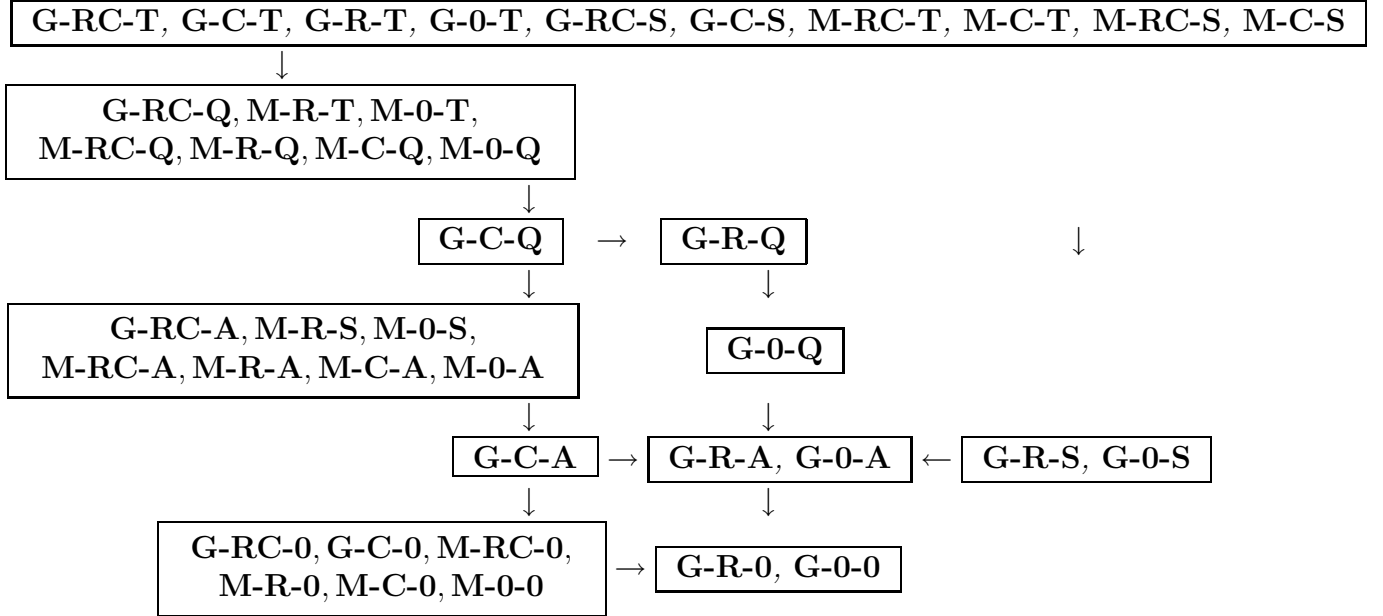 G-RC-T, G-C-T, G-R-T, G-0-T, G-RC-S, G-C-S, M-RC-T, M-C-T, M-RC-S, M-C-S
↓
G-RC-Q, M-R-T, M-0-T,
M-RC-Q, M-R-Q, M-C-Q, M-0-Q
↓
G-C-Q → G-R-Q ↓
↓ ↓
G-RC-A, M-R-S, M-0-S,
M-RC-A, M-R-A, M-C-A, M-0-A
G-0-Q
↓ ↓
G-C-A → G-R-A, G-0-A ← G-R-S, G-0-S
↓ ↓
G-RC-0, G-C-0, M-RC-0,
M-R-0, M-C-0, M-0-0
→ G-R-0, G-0-0